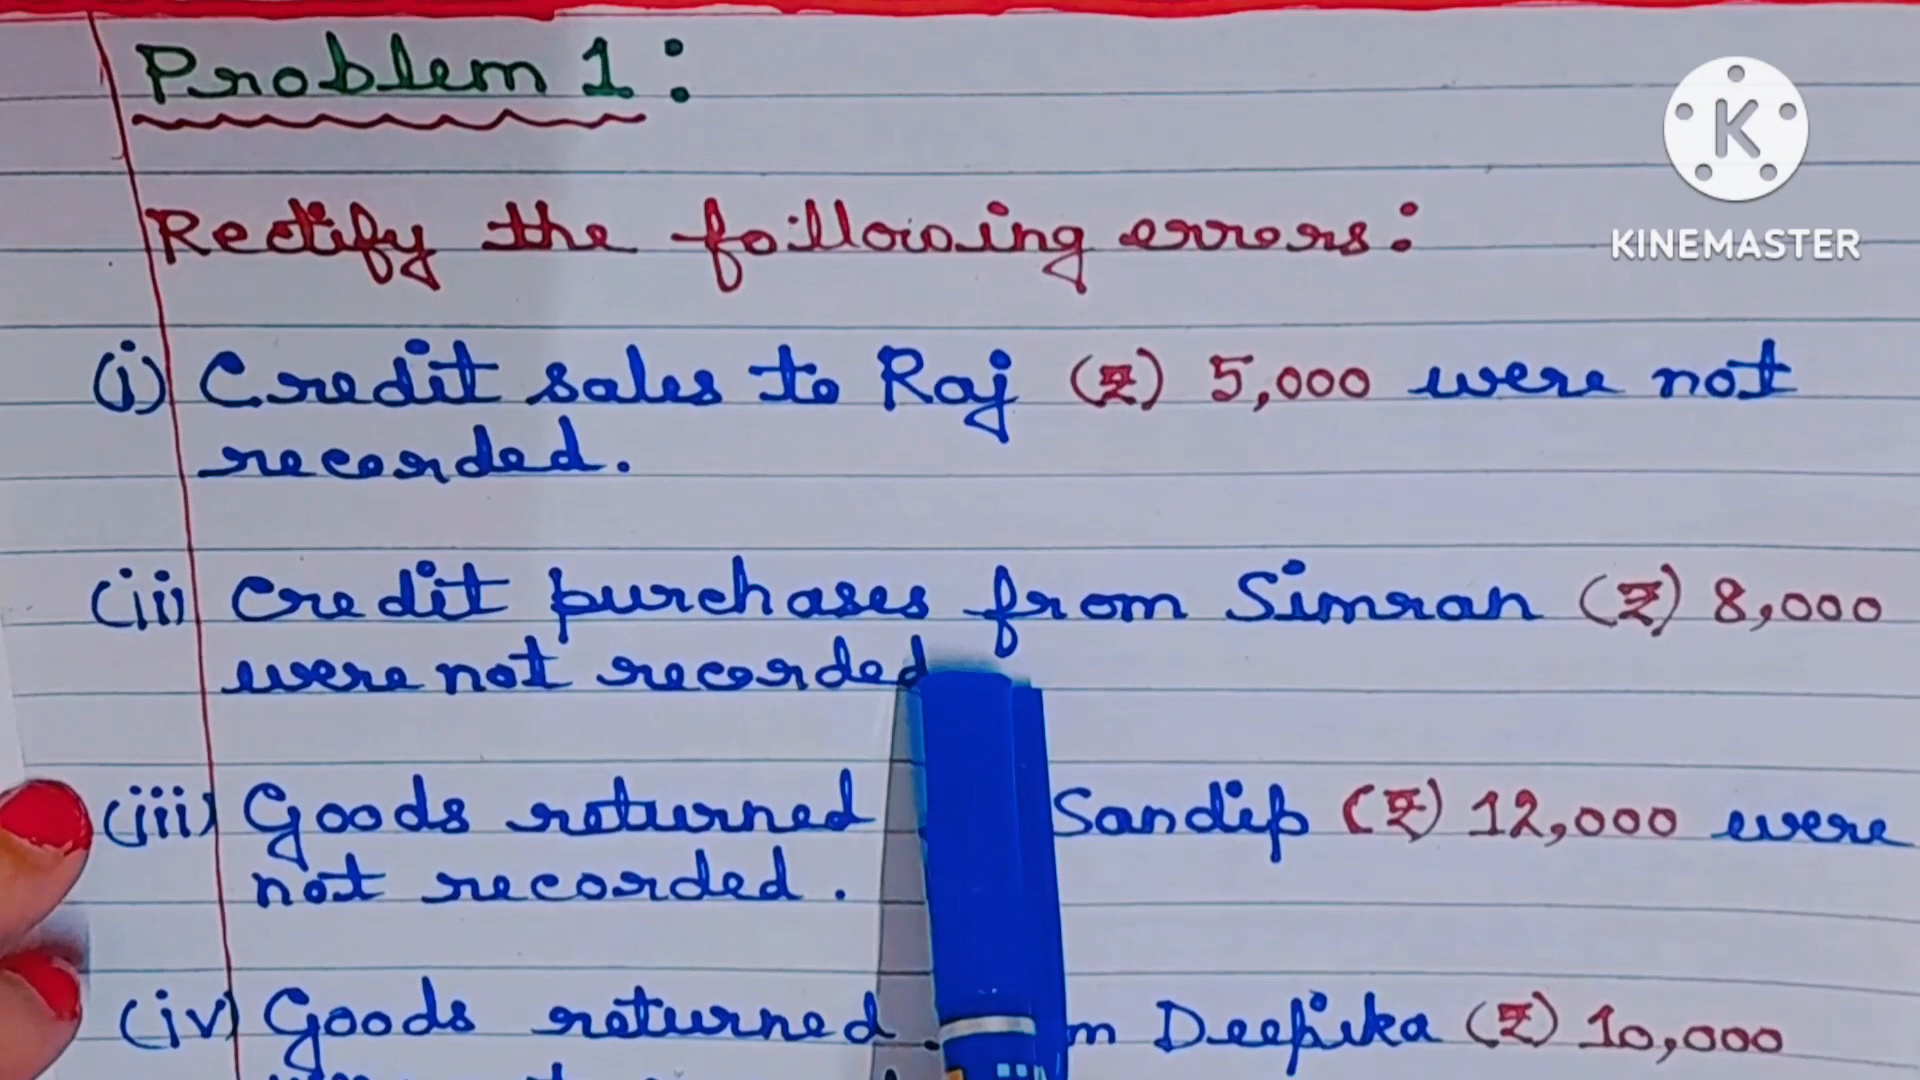 Problem 1:
K
KINEMASTER
Rectify the following errors:
(i) Credit sales to Raj (₹) 5,000 were not
recorded.
(ii) Credit purchases from Simran (₹) 8,000
were not recorded
(iii) Goods returned Sandip (₹) 12,000 were
not recorded.
(iv) Goods returned Deepika (₹) 10,000